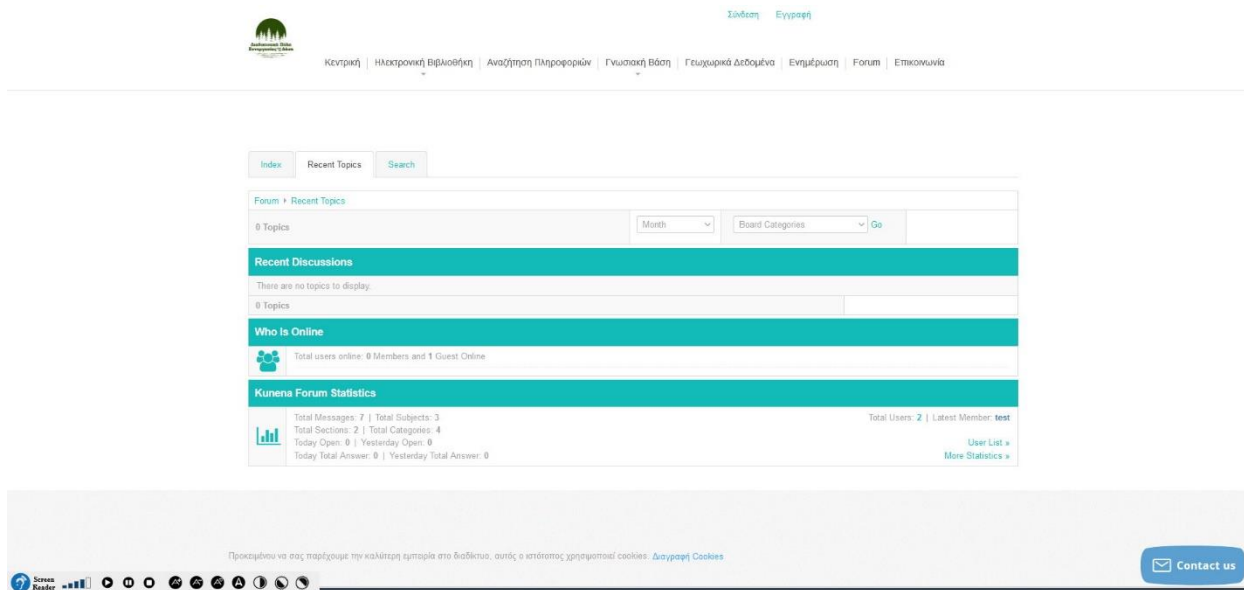 Σύνδεση Εγγραφή
Κεντρική Ηλεκτρονική Βιβλιοθήκη Αναζήτηση Πληροφοριών Γνωσιακή Βάση Γεωχωρικά Δεδομένα Ενημέρωση Forum Επικοινωνία
Index Recent Topics Search
Forum Recent Topics
0 Topics Month Board Categories Go
Recent Discussions
There are no topics to display.
0 Topics
Who Is Online
Total users online: 0 Members and 1 Guest Online
Kunena Forum Statistics
Total Messages: 7 | Total Subjects: 3 Total Users: 2 | Latest Member: test
Total Sections: 2 | Total Categories: 4
Today Open: 0 | Yesterday Open: 0 User List »
Today Total Answer: 0 | Yesterday Total Answer: 0 More Statistics »
Προκειμένου να σας παρέχουμε την καλύτερη εμπειρία στο διαδίκτυο, αυτός ο ιστότοπος χρησιμοποιεί cookies. Διαγραφή Cookies
Contact us
Screen
Reader